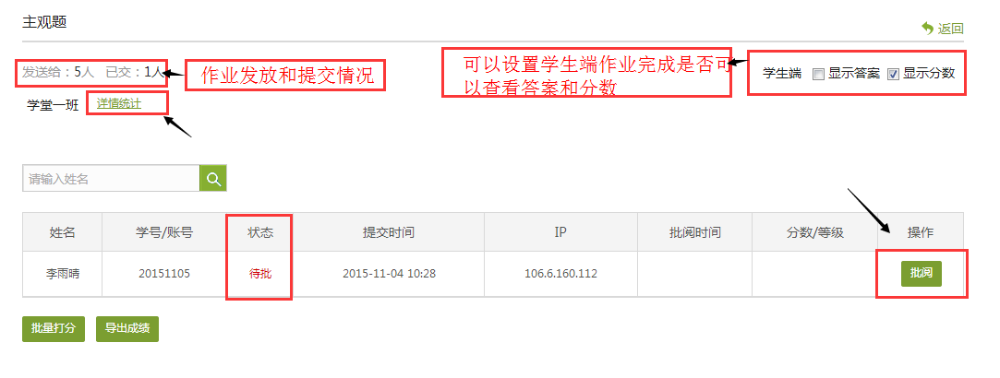 主观题
返回
发送给：5人 已交：1人
作业发放和提交情况
可以设置学生端作业完成是否可
以查看答案和分数
学生端 显示答案 显示分数
学堂一班 详情统计
请输入姓名
姓名 学号/账号 状态 提交时间 IP 批阅时间 分数/等级 操作
李雨晴 20151105 待批 2015-11-04 10:28 106.6.160.112 批阅
批量打分 导出成绩